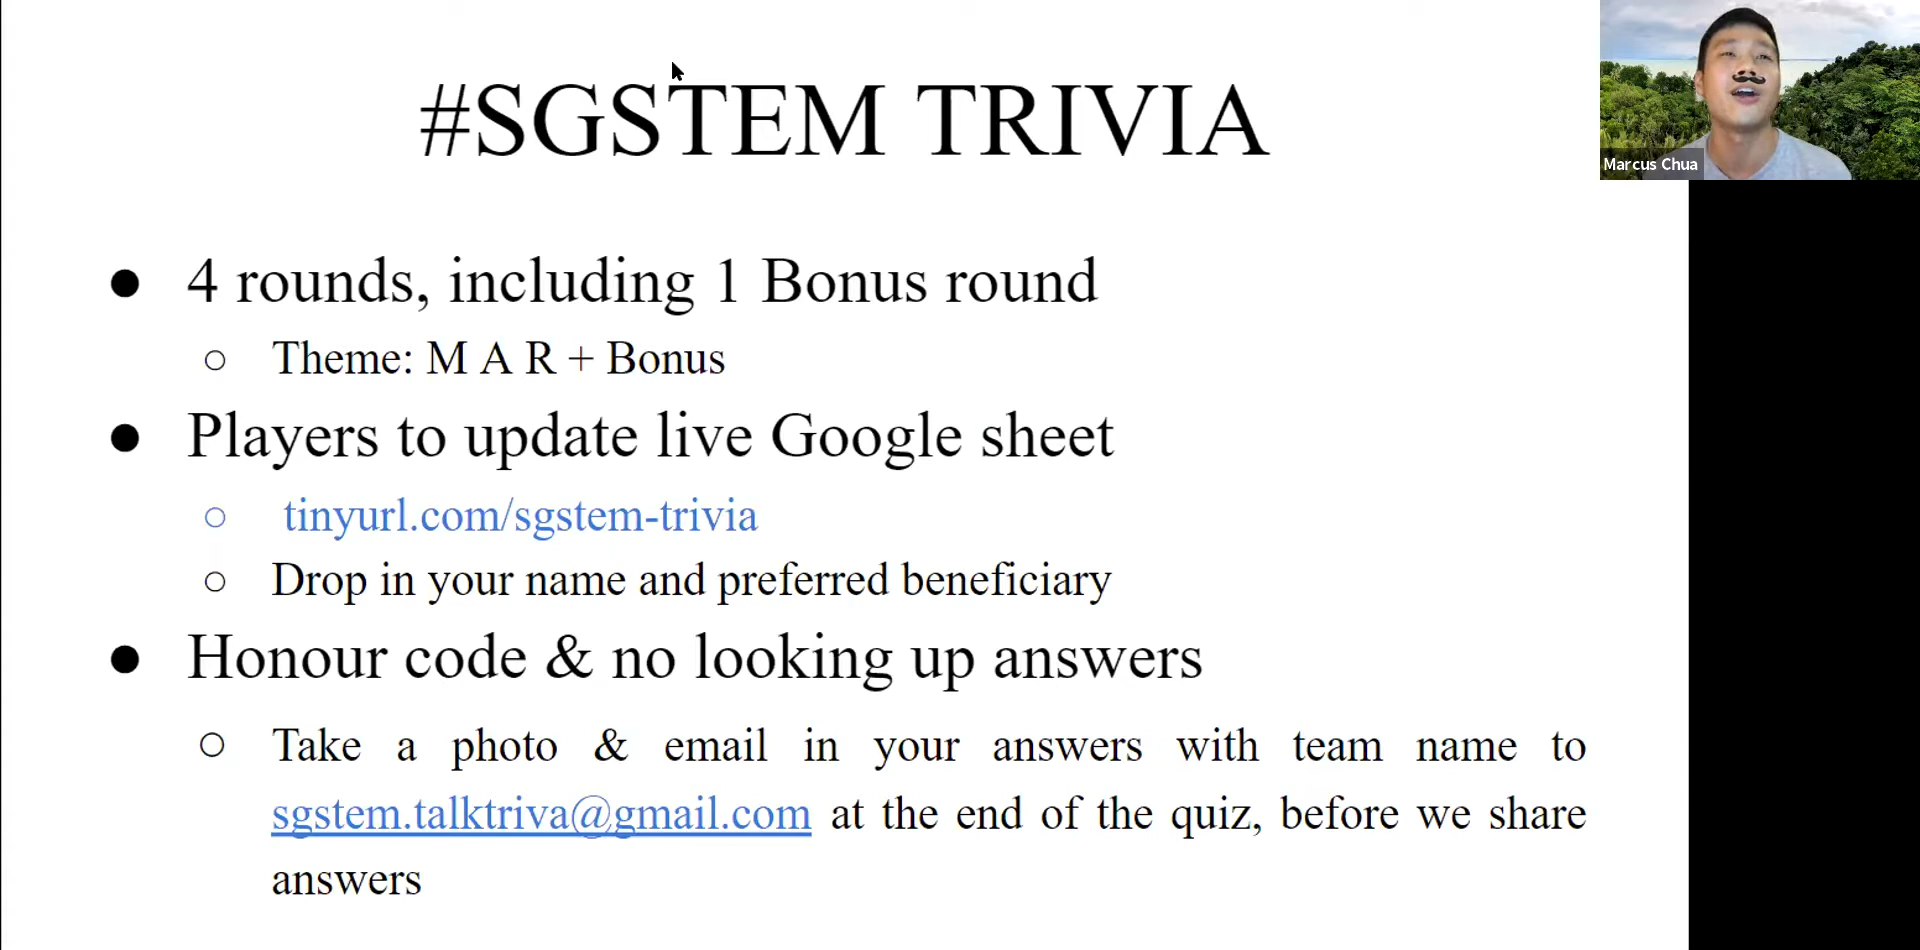 #SGSTEM TRIVIA
Marcus Chua
● 4 rounds, including 1 Bonus round
○ Theme: M A R + Bonus
● Players to update live Google sheet
○ tinyurl.com/sgstem-trivia
○ Drop in your name and preferred beneficiary
● Honour code & no looking up answers
○ Take a photo & email in your answers with team name to
sgstem.talktriva@gmail.com at the end of the quiz, before we share
answers